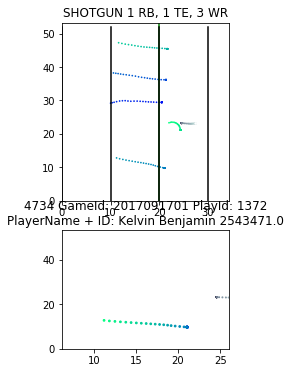 SHOTGUN 1 RB, 1 TE, 3 WR
50
40
30
20
10
0
0 10 20 30
4734 GameId: 2017091701 PlayId: 1372
PlayerName + ID: Kelvin Benjamin 2543471.0
40
20
0
10 15 20 25